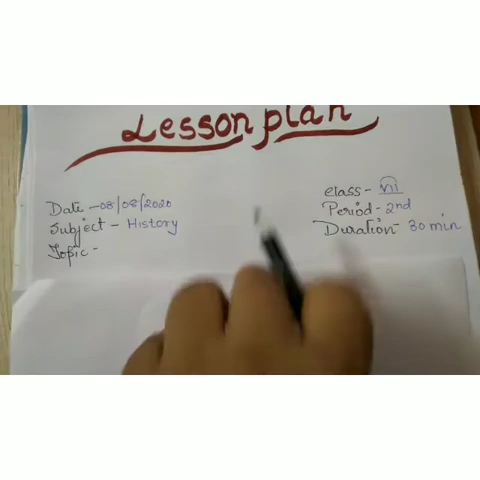 Lesson plan
Date - 08/08/2020
Subject - History
Topic -
Class - VII
Period - 2nd
Duration - 30 min